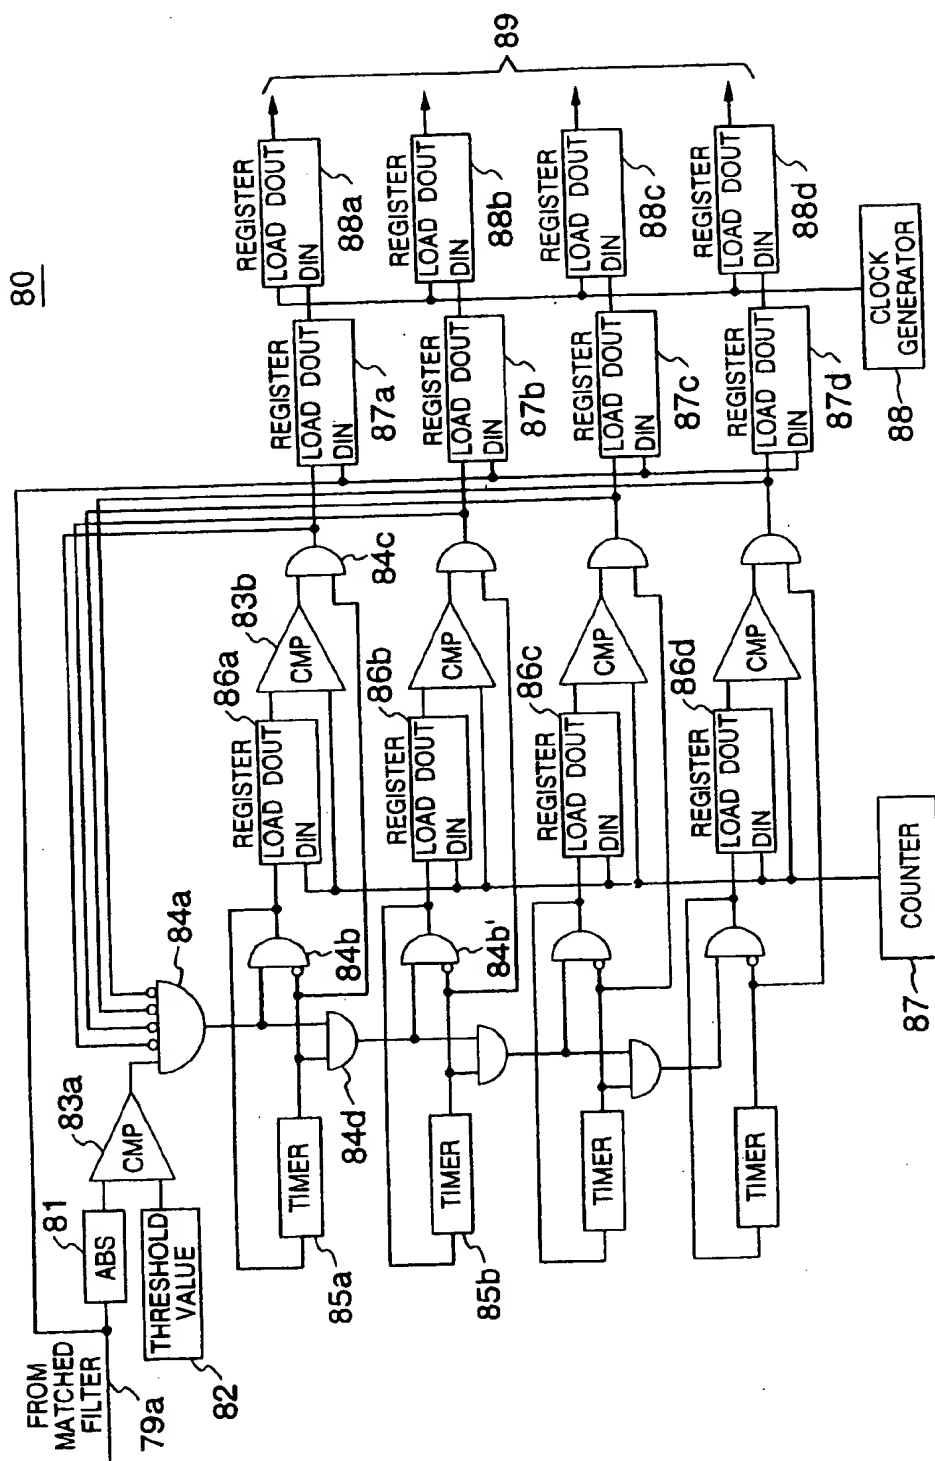 80
FROM
MATCHED
FILTER
79a
81
ABS
THRESHOLD
VALUE
82
83a
CMP
84a
85a
TIMER
84d
84b
REGISTER
LOAD DOUT
DIN
86a
83b
CMP
84c
REGISTER
LOAD DOUT
DIN
87a
REGISTER
LOAD DOUT
DIN
88a
85b
TIMER
84b'
REGISTER
LOAD DOUT
DIN
86b
CMP
REGISTER
LOAD DOUT
DIN
87b
REGISTER
LOAD DOUT
DIN
88b
89
TIMER
REGISTER
LOAD DOUT
DIN
86c
CMP
REGISTER
LOAD DOUT
DIN
87c
REGISTER
LOAD DOUT
DIN
88c
TIMER
REGISTER
LOAD DOUT
DIN
86d
CMP
REGISTER
LOAD DOUT
DIN
87d
REGISTER
LOAD DOUT
DIN
88d
87
COUNTER
88
CLOCK
GENERATOR